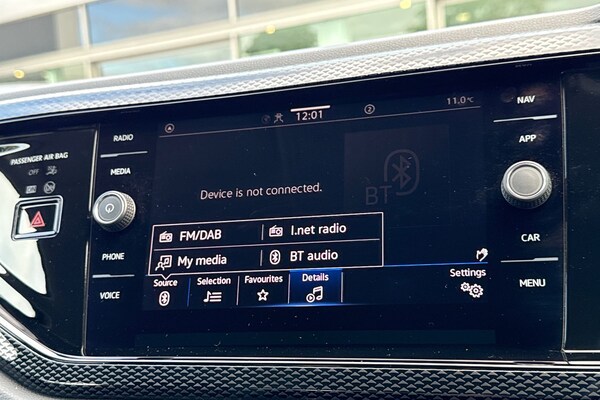 12:01
11.0°C
2
NAV
RADIO
APP
PASSENGER AIR BAG
OFF
MEDIA
BT
Device is not connected.
FM/DAB
I.net radio
My media
BT audio
PHONE
CAR
Source
Selection
Favourites
Details
Settings
VOICE
MENU